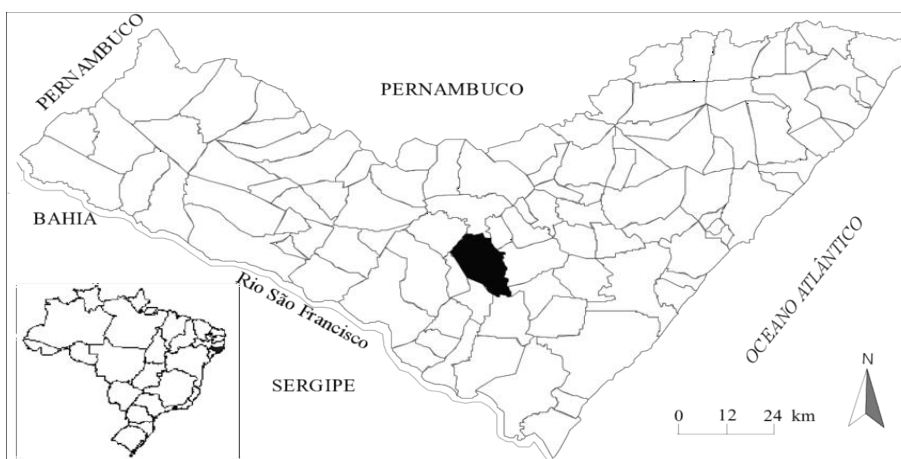 PERNAMBUCO
PERNAMBUCO
BAHIA
Rio São Francisco
SERGIPE
OCEANO ATLÂNTICO
N
0 12 24 km